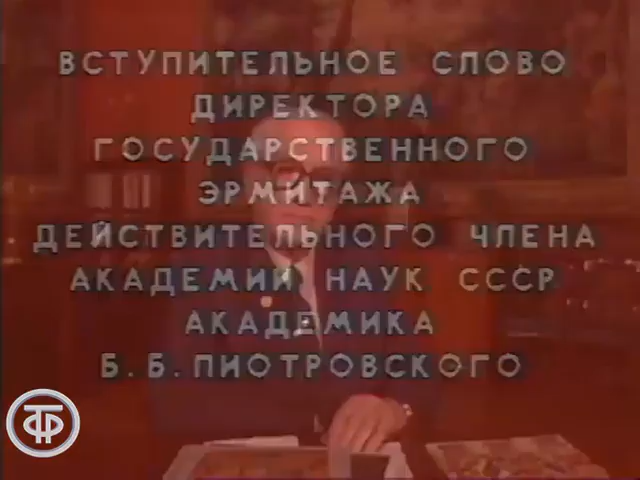 ВСТУПИТЕЛЬНОЕ СЛОВО
ДИРЕКТОРА
ГОСУДАРСТВЕННОГО
ЭРМИТАЖА
ДЕЙСТВИТЕЛЬНОГО ЧЛЕНА
АКАДЕМИИ НАУК СССР
АКАДЕМИКА
Б.Б.ПИОТРОВСКОГО